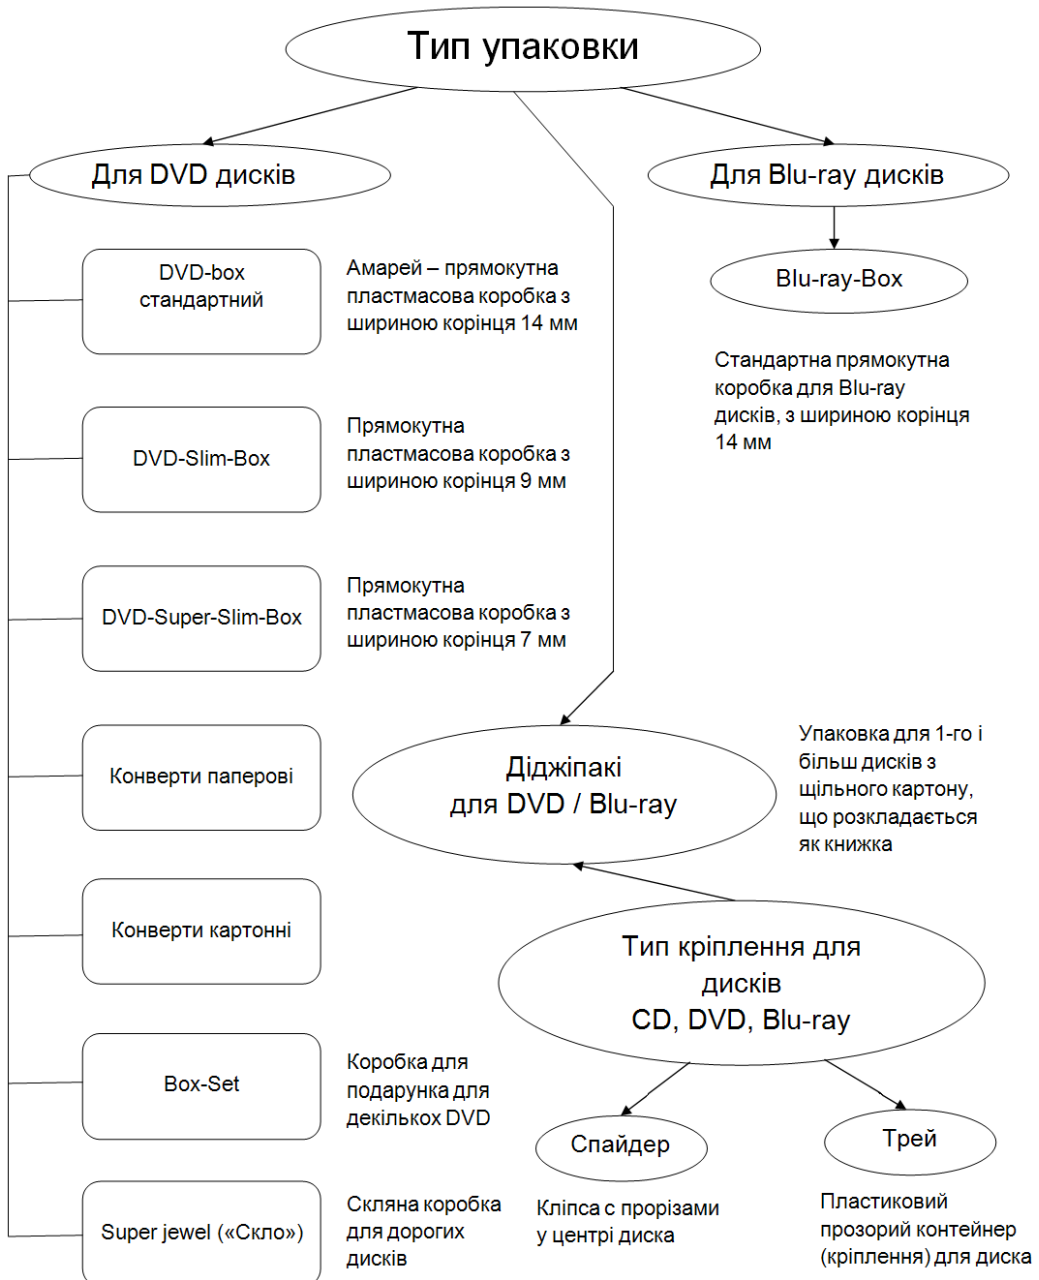 Тип упаковки
Для DVD дисків
Для Blu-ray дисків
DVD-box
стандартний
Амарей – прямокутна
пластмасова коробка з
шириною корінця 14 мм
Blu-ray-Box
Стандартна прямокутна
коробка для Blu-ray
дисків, з шириною корінця
14 мм
DVD-Slim-Box
Прямокутна
пластмасова коробка з
шириною корінця 9 мм
DVD-Super-Slim-Box
Прямокутна
пластмасова коробка з
шириною корінця 7 мм
Конверти паперові
Діджіпакі
для DVD / Blu-ray
Упаковка для 1-го і
більш дисків з
щільного картону,
що розкладається
як книжка
Конверти картонні
Тип кріплення для
дисків
CD, DVD, Blu-ray
Box-Set
Коробка для
подарунка для
декількох DVD
Спайдер
Кліпса с прорізами
у центрі диска
Трей
Пластиковий
прозорий контейнер
(кріплення) для диска
Super jewel («Скло»)
Скляна коробка
для дорогих
дисків